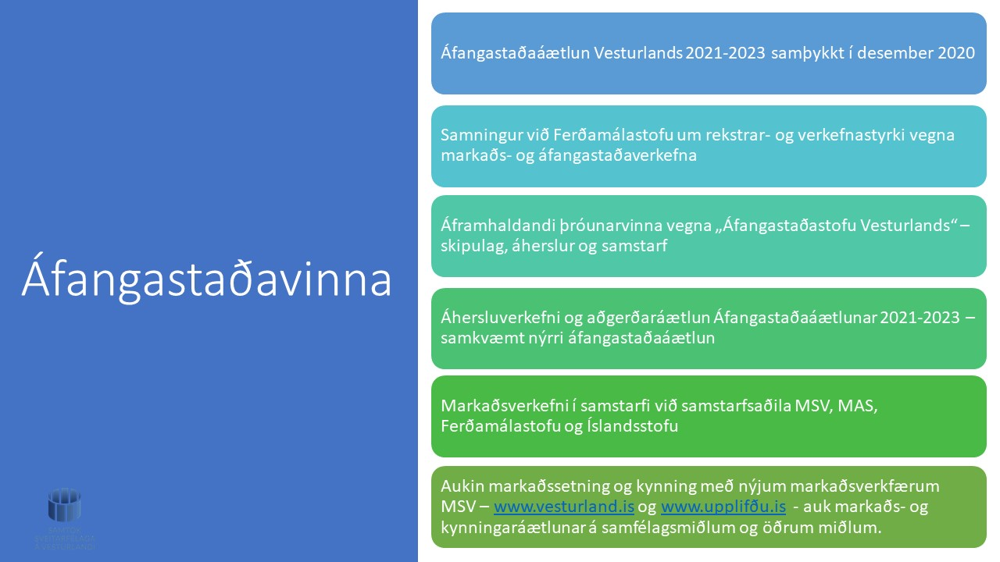 Áfangastaðavinna
Áfangastaðaáætlun Vesturlands 2021-2023 samþykkt í desember 2020
Samningur við Ferðamálastofu um rekstrar- og verkefnastyrki vegna
markaðs- og áfangastaðaverkefna
Áframhaldandi þróunarvinna vegna „Áfangastaðastofu Vesturlands“ –
skipulag, áherslur og samstarf
Áhersluverkefni og aðgerðaráætlun Áfangastaðaáætlunar 2021-2023 –
samkvæmt nýrri áfangastaðaáætlun
Markaðsverkefni í samstarfi við samstarfsaðila MSV, MAS,
Ferðamálastofu og Íslandsstofu
Aukin markaðssetning og kynning með nýjum markaðsverkfærum
MSV – www.vesturland.is og www.upplifðu.is - auk markaðs- og
kynningaráætlunar á samfélagsmiðlum og öðrum miðlum.
SAMTÖK
SVEITARFÉLAGA
Á VESTURLANDI